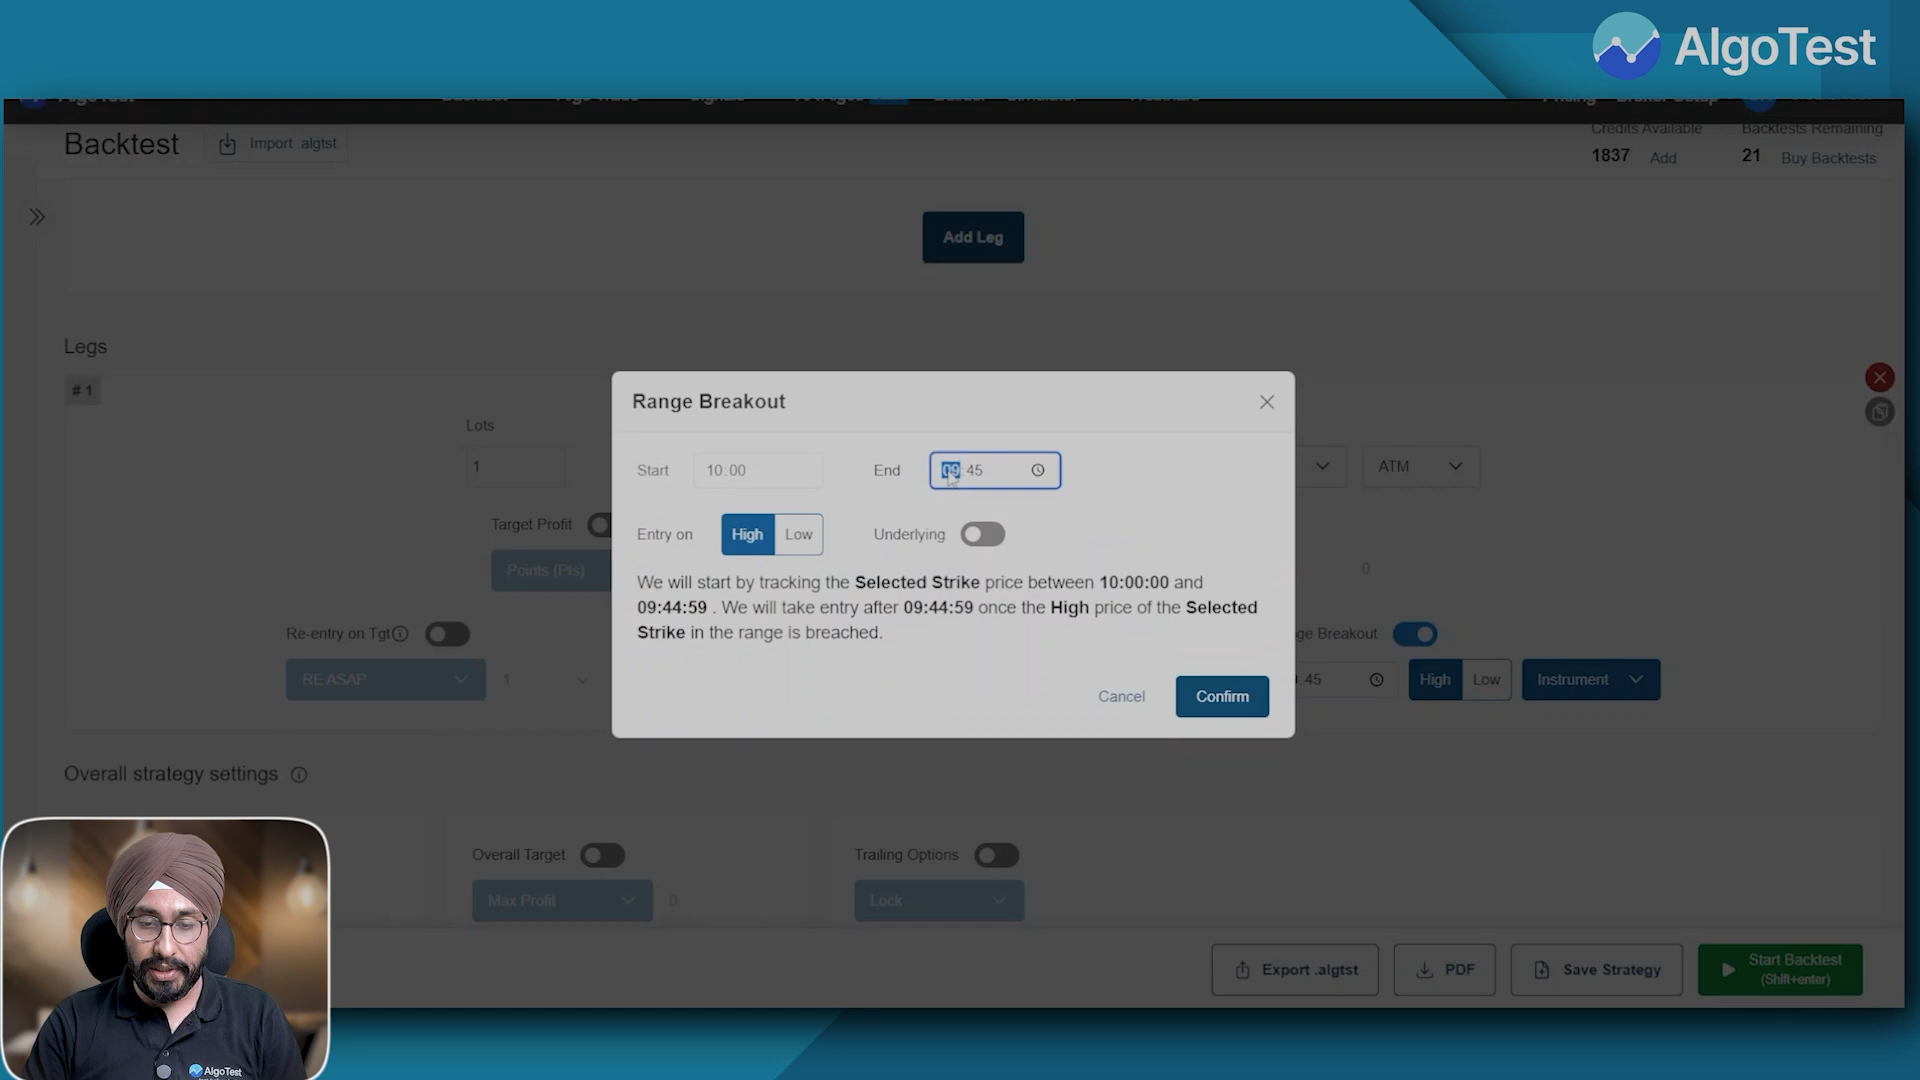 AlgoTest
Backtest
Import .algtst
Credits Available
Backtests Remaining
1837 Add
21 Buy Backtests
Pricing
Add Leg
Legs
# 1
Lots
1
ATM
Target Profit
Points (Pts)
0
Re-entry on Tgt
RE ASAP
1
ge Breakout
:45
High Low
Instrument
Range Breakout
Start 10:00
End 09:45
Entry on High Low
Underlying
We will start by tracking the Selected Strike price between 10:00:00 and
09:44:59 . We will take entry after 09:44:59 once the High price of the Selected
Strike in the range is breached.
Cancel
Confirm
Overall strategy settings
Overall Target
Max Profit
0
Trailing Options
Lock
Export .algtst
PDF
Save Strategy
Start Backtest
(Shift+enter)
AlgoTest